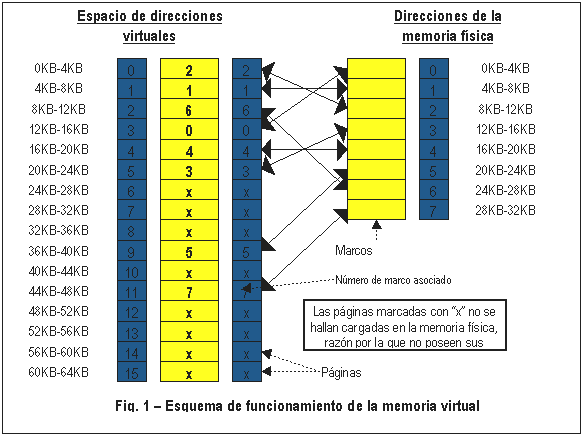 Espacio de direcciones
virtuales
Direcciones de la
memoria física
0KB-4KB 0 2 2 0 0KB-4KB
4KB-8KB 1 1 1 1 4KB-8KB
8KB-12KB 2 6 6 2 8KB-12KB
12KB-16KB 3 0 0 3 12KB-16KB
16KB-20KB 4 4 4 4 16KB-20KB
20KB-24KB 5 3 3 5 20KB-24KB
24KB-28KB 6 x x 6 24KB-28KB
28KB-32KB 7 x x 7 28KB-32KB
32KB-36KB 8 x x
36KB-40KB 9 5 5
Marcos
40KB-44KB 10 x x
Número de marco asociado
44KB-48KB 11 7 7
48KB-52KB 12 x x
52KB-56KB 13 x x
56KB-60KB 14 x x
60KB-64KB 15 x x
Las páginas marcadas con “x” no se
hallan cargadas en la memoria física,
razón por la que no poseen sus
Páginas
Fig. 1 – Esquema de funcionamiento de la memoria virtual